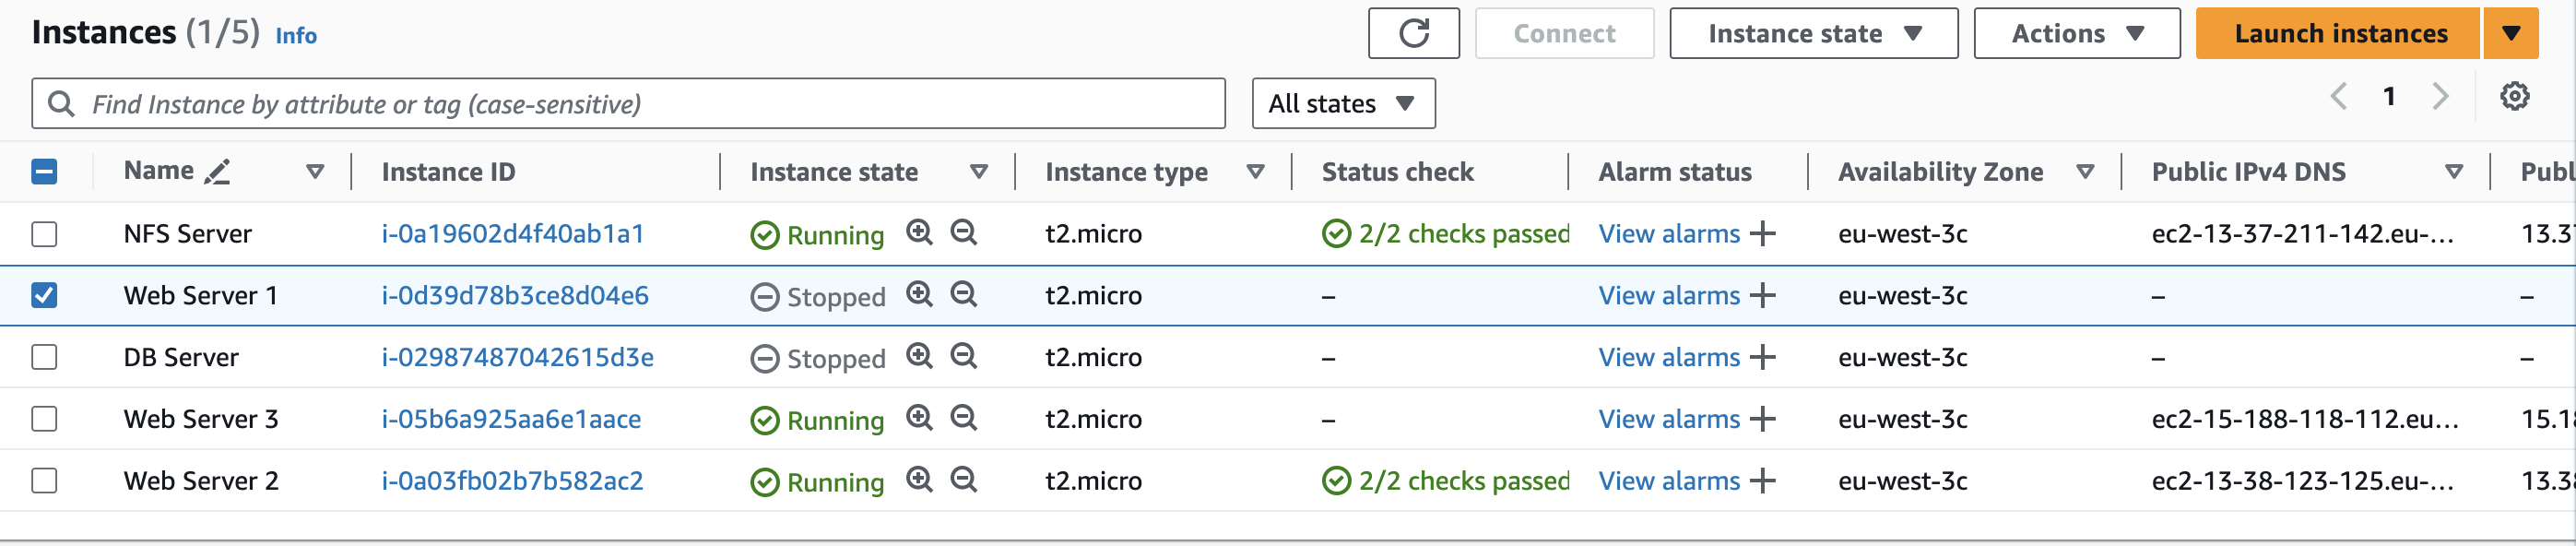 Instances (1/5) Info Connect Instance state Actions Launch instances
Find Instance by attribute or tag (case-sensitive) All states 1
Name Instance ID Instance state Instance type Status check Alarm status Availability Zone Public IPv4 DNS Publ
NFS Server i-0a19602d4f40ab1a1 Running t2.micro 2/2 checks passed View alarms + eu-west-3c ec2-13-37-211-142.eu-... 13.37
Web Server 1 i-0d39d78b3ce8d04e6 Stopped t2.micro – View alarms + eu-west-3c – –
DB Server i-02987487042615d3e Stopped t2.micro – View alarms + eu-west-3c – –
Web Server 3 i-05b6a925aa6e1aace Running t2.micro – View alarms + eu-west-3c ec2-15-188-118-112.eu... 15.18
Web Server 2 i-0a03fb02b7b582ac2 Running t2.micro 2/2 checks passed View alarms + eu-west-3c ec2-13-38-123-125.eu-... 13.38